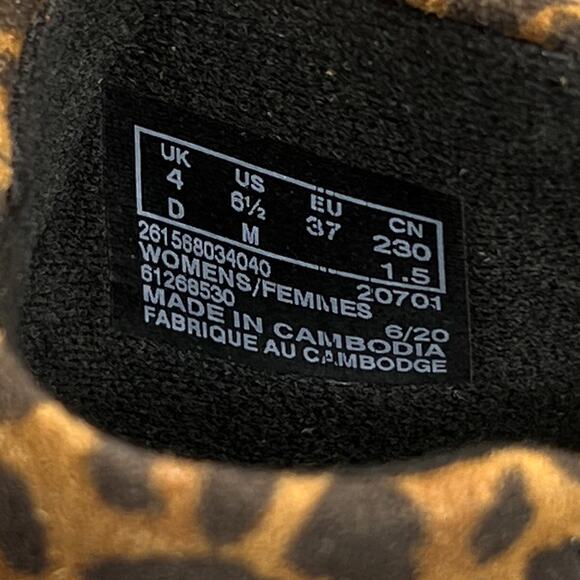 UK US EU CN
4 6½ 37 230
D M 1.5
261568034040 20701
WOMENS/FEMMES
61268530 6/20
MADE IN CAMBODIA
FABRIQUE AU CAMBODGE